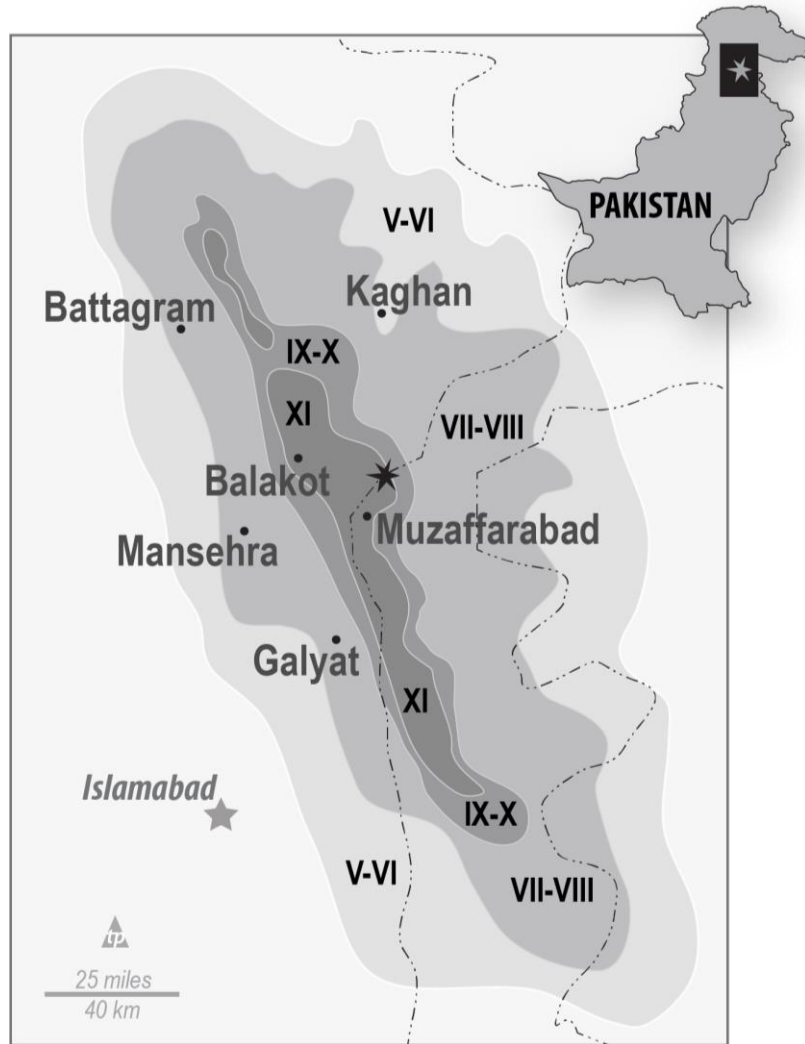 PAKISTAN
V-VI
Kaghan
Battagram
IX-X
XI
VII-VIII
Balakot
Muzaffarabad
Mansehra
Galyat
XI
Islamabad
IX-X
V-VI
VII-VIII
tp
25 miles
40 km